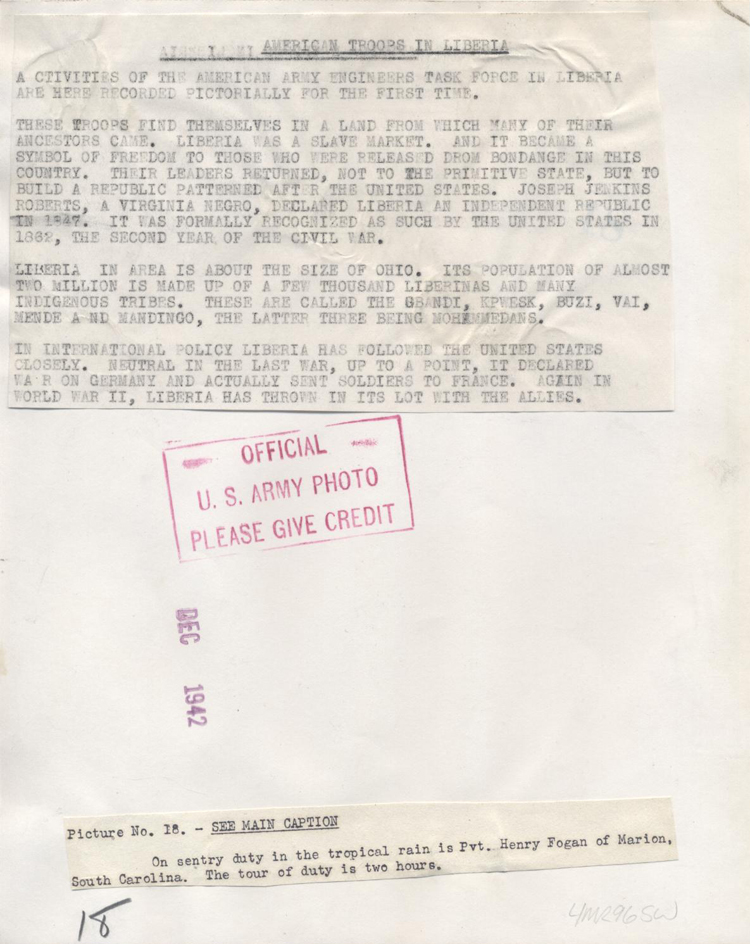 AMERICAN TROOPS IN LIBERIA
A CTIVITIES OF THE AMERICAN ARMY ENGINEERS TASK FORCE IN LIBERIA
ARE HERE RECORDED PICTORIALLY FOR THE FIRST TIME.
THESE TROOPS FIND THEMSELVES IN A LAND FROM WHICH MANY OF THEIR
ANCESTORS CAME. LIBERIA WAS A SLAVE MARKET. AND IT BECAME A
SYMBOL OF FREEDOM TO THOSE WHO WERE RELEASED DROM BONDANGE IN THIS
COUNTRY. THEIR LEADERS RETURNED, NOT TO THE PRIMITIVE STATE, BUT TO
BUILD A REPUBLIC PATTERNED AFTER THE UNITED STATES. JOSEPH JENKINS
ROBERTS, A VIRGINIA NEGRO, DECLARED LIBERIA AN INDEPENDENT REPUBLIC
IN 1847. IT WAS FORMALLY RECOGNIZED AS SUCH BY THE UNITED STATES IN
1862, THE SECOND YEAR OF THE CIVIL WAR.
LIBERIA IN AREA IS ABOUT THE SIZE OF OHIO. ITS POPULATION OF ALMOST
TWO MILLION IS MADE UP OF A FEW THOUSAND LIBERINAS AND MANY
INDIGENOUS TRIBES. THESE ARE CALLED THE GBANDI, KPWESK, BUZI, VAI,
MENDE A ND MANDINGO, THE LATTER THREE BEING MOHAMMEDANS.
IN INTERNATIONAL POLICY LIBERIA HAS FOLLOWED THE UNITED STATES
CLOSELY. NEUTRAL IN THE LAST WAR, UP TO A POINT, IT DECLARED
WAR ON GERMANY AND ACTUALLY SENT SOLDIERS TO FRANCE. AGAIN IN
WORLD WAR II, LIBERIA HAS THROWN IN ITS LOT WITH THE ALLIES.
OFFICIAL
U. S. ARMY PHOTO
PLEASE GIVE CREDIT
DEC 1942
Picture No. 18. - SEE MAIN CAPTION
On sentry duty in the tropical rain is Pvt. Henry Fogan of Marion,
South Carolina. The tour of duty is two hours.
18